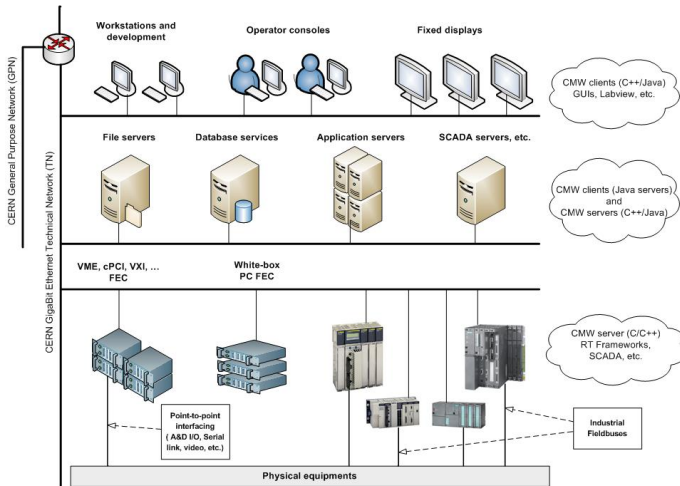 Workstations and
development
Operator consoles
Fixed displays
CMW clients (C++/Java)
GUIs, Labview, etc.
CERN General Purpose Network (GPN)
CERN GigaBit Ethernet Technical Network (TN)
File servers
Database services
Application servers
SCADA servers, etc.
CMW clients (Java servers)
and
CMW servers (C++/Java)
VME, cPCI, VXI, ...
FEC
White-box
PC FEC
CMW server (C/C++)
RT Frameworks,
SCADA, etc.
Point-to-point
interfacing
( A&D I/O, Serial
link, video, etc.)
Industrial
Fieldbuses
Physical equipments